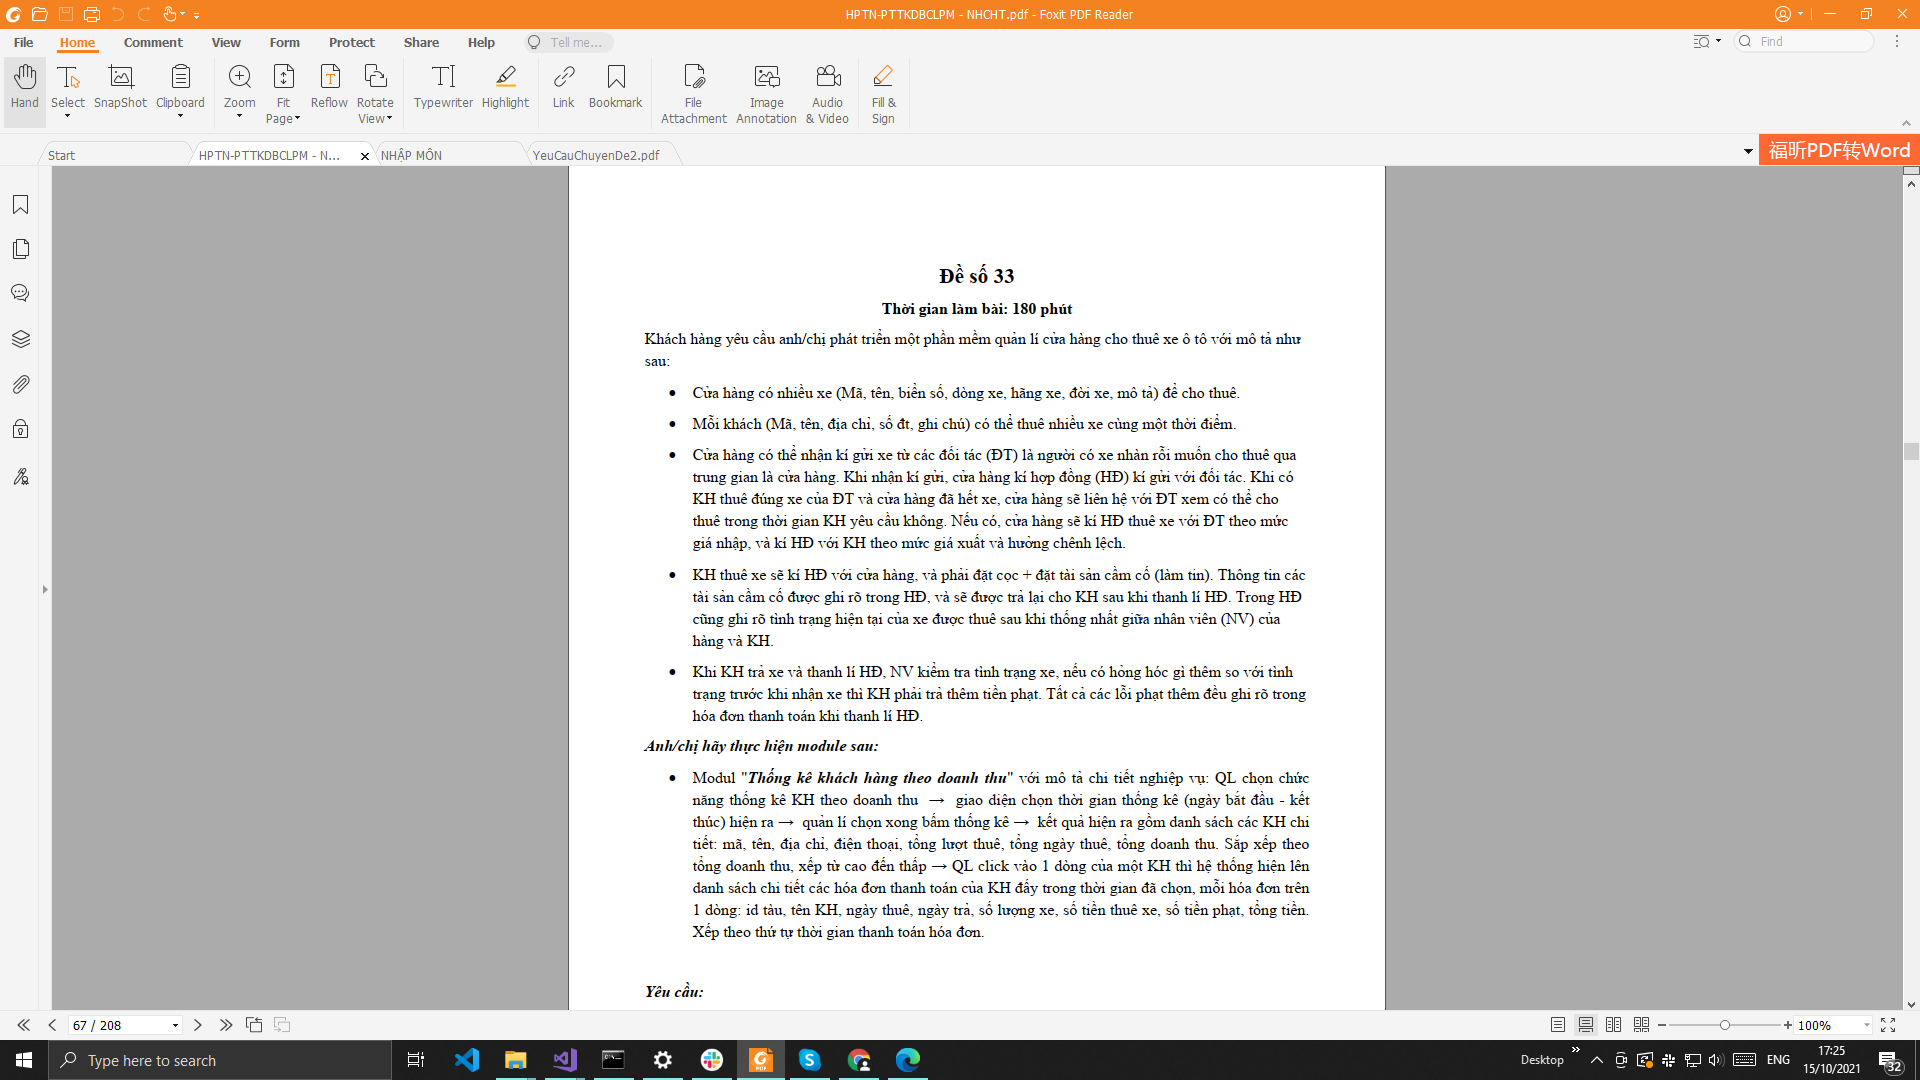 HPTN-PTTKDBCLPM - NHCHT.pdf - Foxit PDF Reader
File Home Comment View Form Protect Share Help Tell me... Find
Hand Select SnapShot Clipboard Zoom Fit Page Reflow Rotate View Typewriter Highlight Link Bookmark File Attachment Image Annotation Audio & Video Fill & Sign
Start HPTN-PTTKDBCLPM - N... NHẬP MÔN YeuCauChuyenDe2.pdf 福昕PDF转Word
Đề số 33
Thời gian làm bài: 180 phút
Khách hàng yêu cầu anh/chị phát triển một phần mềm quản lí cửa hàng cho thuê xe ô tô với mô tả như
sau:
• Cửa hàng có nhiều xe (Mã, tên, biển số, dòng xe, hãng xe, đời xe, mô tả) để cho thuê.
• Mỗi khách (Mã, tên, địa chỉ, số đt, ghi chú) có thể thuê nhiều xe cùng một thời điểm.
• Cửa hàng có thể nhận kí gửi xe từ các đối tác (ĐT) là người có xe nhàn rỗi muốn cho thuê qua
trung gian là cửa hàng. Khi nhận kí gửi, cửa hàng kí hợp đồng (HĐ) kí gửi với đối tác. Khi có
KH thuê đúng xe của ĐT và cửa hàng đã hết xe, cửa hàng sẽ liên hệ với ĐT xem có thể cho
thuê trong thời gian KH yêu cầu không. Nếu có, cửa hàng sẽ kí HĐ thuê xe với ĐT theo mức
giá nhập, và kí HĐ với KH theo mức giá xuất và hưởng chênh lệch.
• KH thuê xe sẽ kí HĐ với cửa hàng, và phải đặt cọc + đặt tài sản cầm cố (làm tin). Thông tin các
tài sản cầm cố được ghi rõ trong HĐ, và sẽ được trả lại cho KH sau khi thanh lí HĐ. Trong HĐ
cũng ghi rõ tình trạng hiện tại của xe được thuê sau khi thống nhất giữa nhân viên (NV) của
hàng và KH.
• Khi KH trả xe và thanh lí HĐ, NV kiểm tra tình trạng xe, nếu có hỏng hóc gì thêm so với tình
trạng trước khi nhận xe thì KH phải trả thêm tiền phạt. Tất cả các lỗi phạt thêm đều ghi rõ trong
hóa đơn thanh toán khi thanh lí HĐ.
Anh/chị hãy thực hiện module sau:
• Modul "Thống kê khách hàng theo doanh thu" với mô tả chi tiết nghiệp vụ: QL chọn chức
năng thống kê KH theo doanh thu → giao diện chọn thời gian thống kê (ngày bắt đầu - kết
thúc) hiện ra → quản lí chọn xong bấm thống kê → kết quả hiện ra gồm danh sách các KH chi
tiết: mã, tên, địa chỉ, điện thoại, tổng lượt thuê, tổng ngày thuê, tổng doanh thu. Sắp xếp theo
tổng doanh thu, xếp từ cao đến thấp → QL click vào 1 dòng của một KH thì hệ thống hiện lên
danh sách chi tiết các hóa đơn thanh toán của KH đấy trong thời gian đã chọn, mỗi hóa đơn trên
1 dòng: id tàu, tên KH, ngày thuê, ngày trả, số lượng xe, số tiền thuê xe, số tiền phạt, tổng tiền.
Xếp theo thứ tự thời gian thanh toán hóa đơn.
Yêu cầu:
67 / 208 100%
Type here to search Desktop ENG 17:25 15/10/2021 32